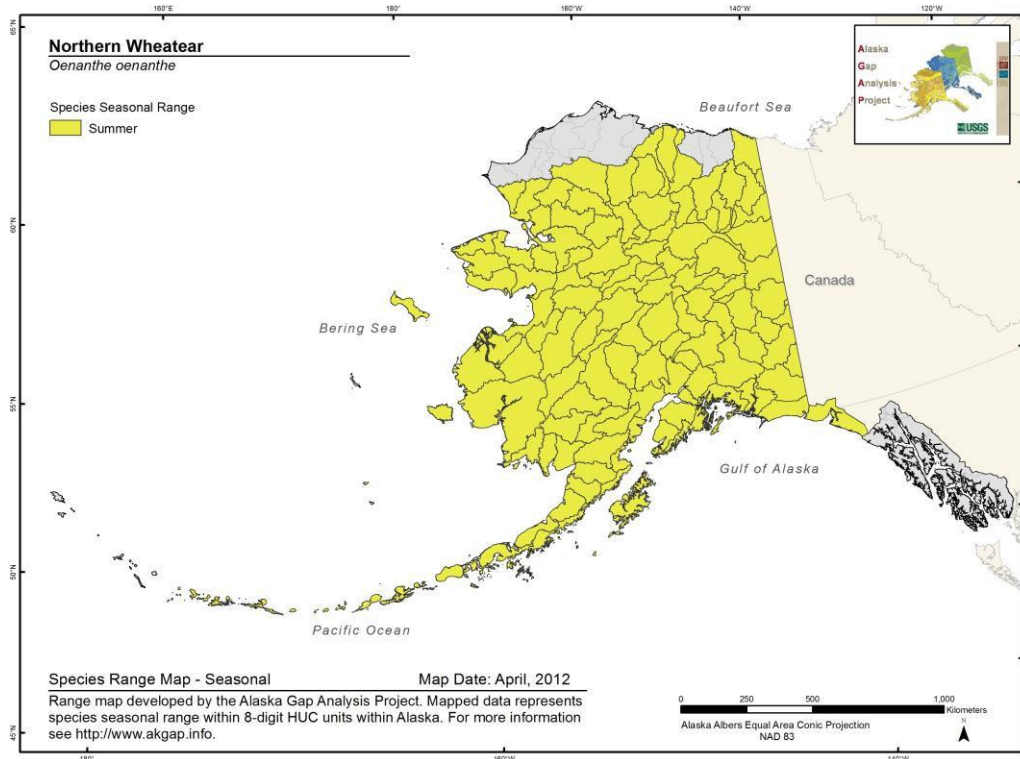 160°E
180°
160°W
140°W
120°W
65°N
60°N
55°N
50°N
45°N
Northern Wheatear
Oenanthe oenanthe
Species Seasonal Range
Summer
Beaufort Sea
Alaska
Gap
Analysis
Project
USGS
Canada
Bering Sea
Gulf of Alaska
Pacific Ocean
Species Range Map - Seasonal Map Date: April, 2012
Range map developed by the Alaska Gap Analysis Project. Mapped data represents
species seasonal range within 8-digit HUC units within Alaska. For more information
see http://www.akgap.info.
0 250 500 1,000
Kilometers
Alaska Albers Equal Area Conic Projection
NAD 83
N
180°
160°W
140°W